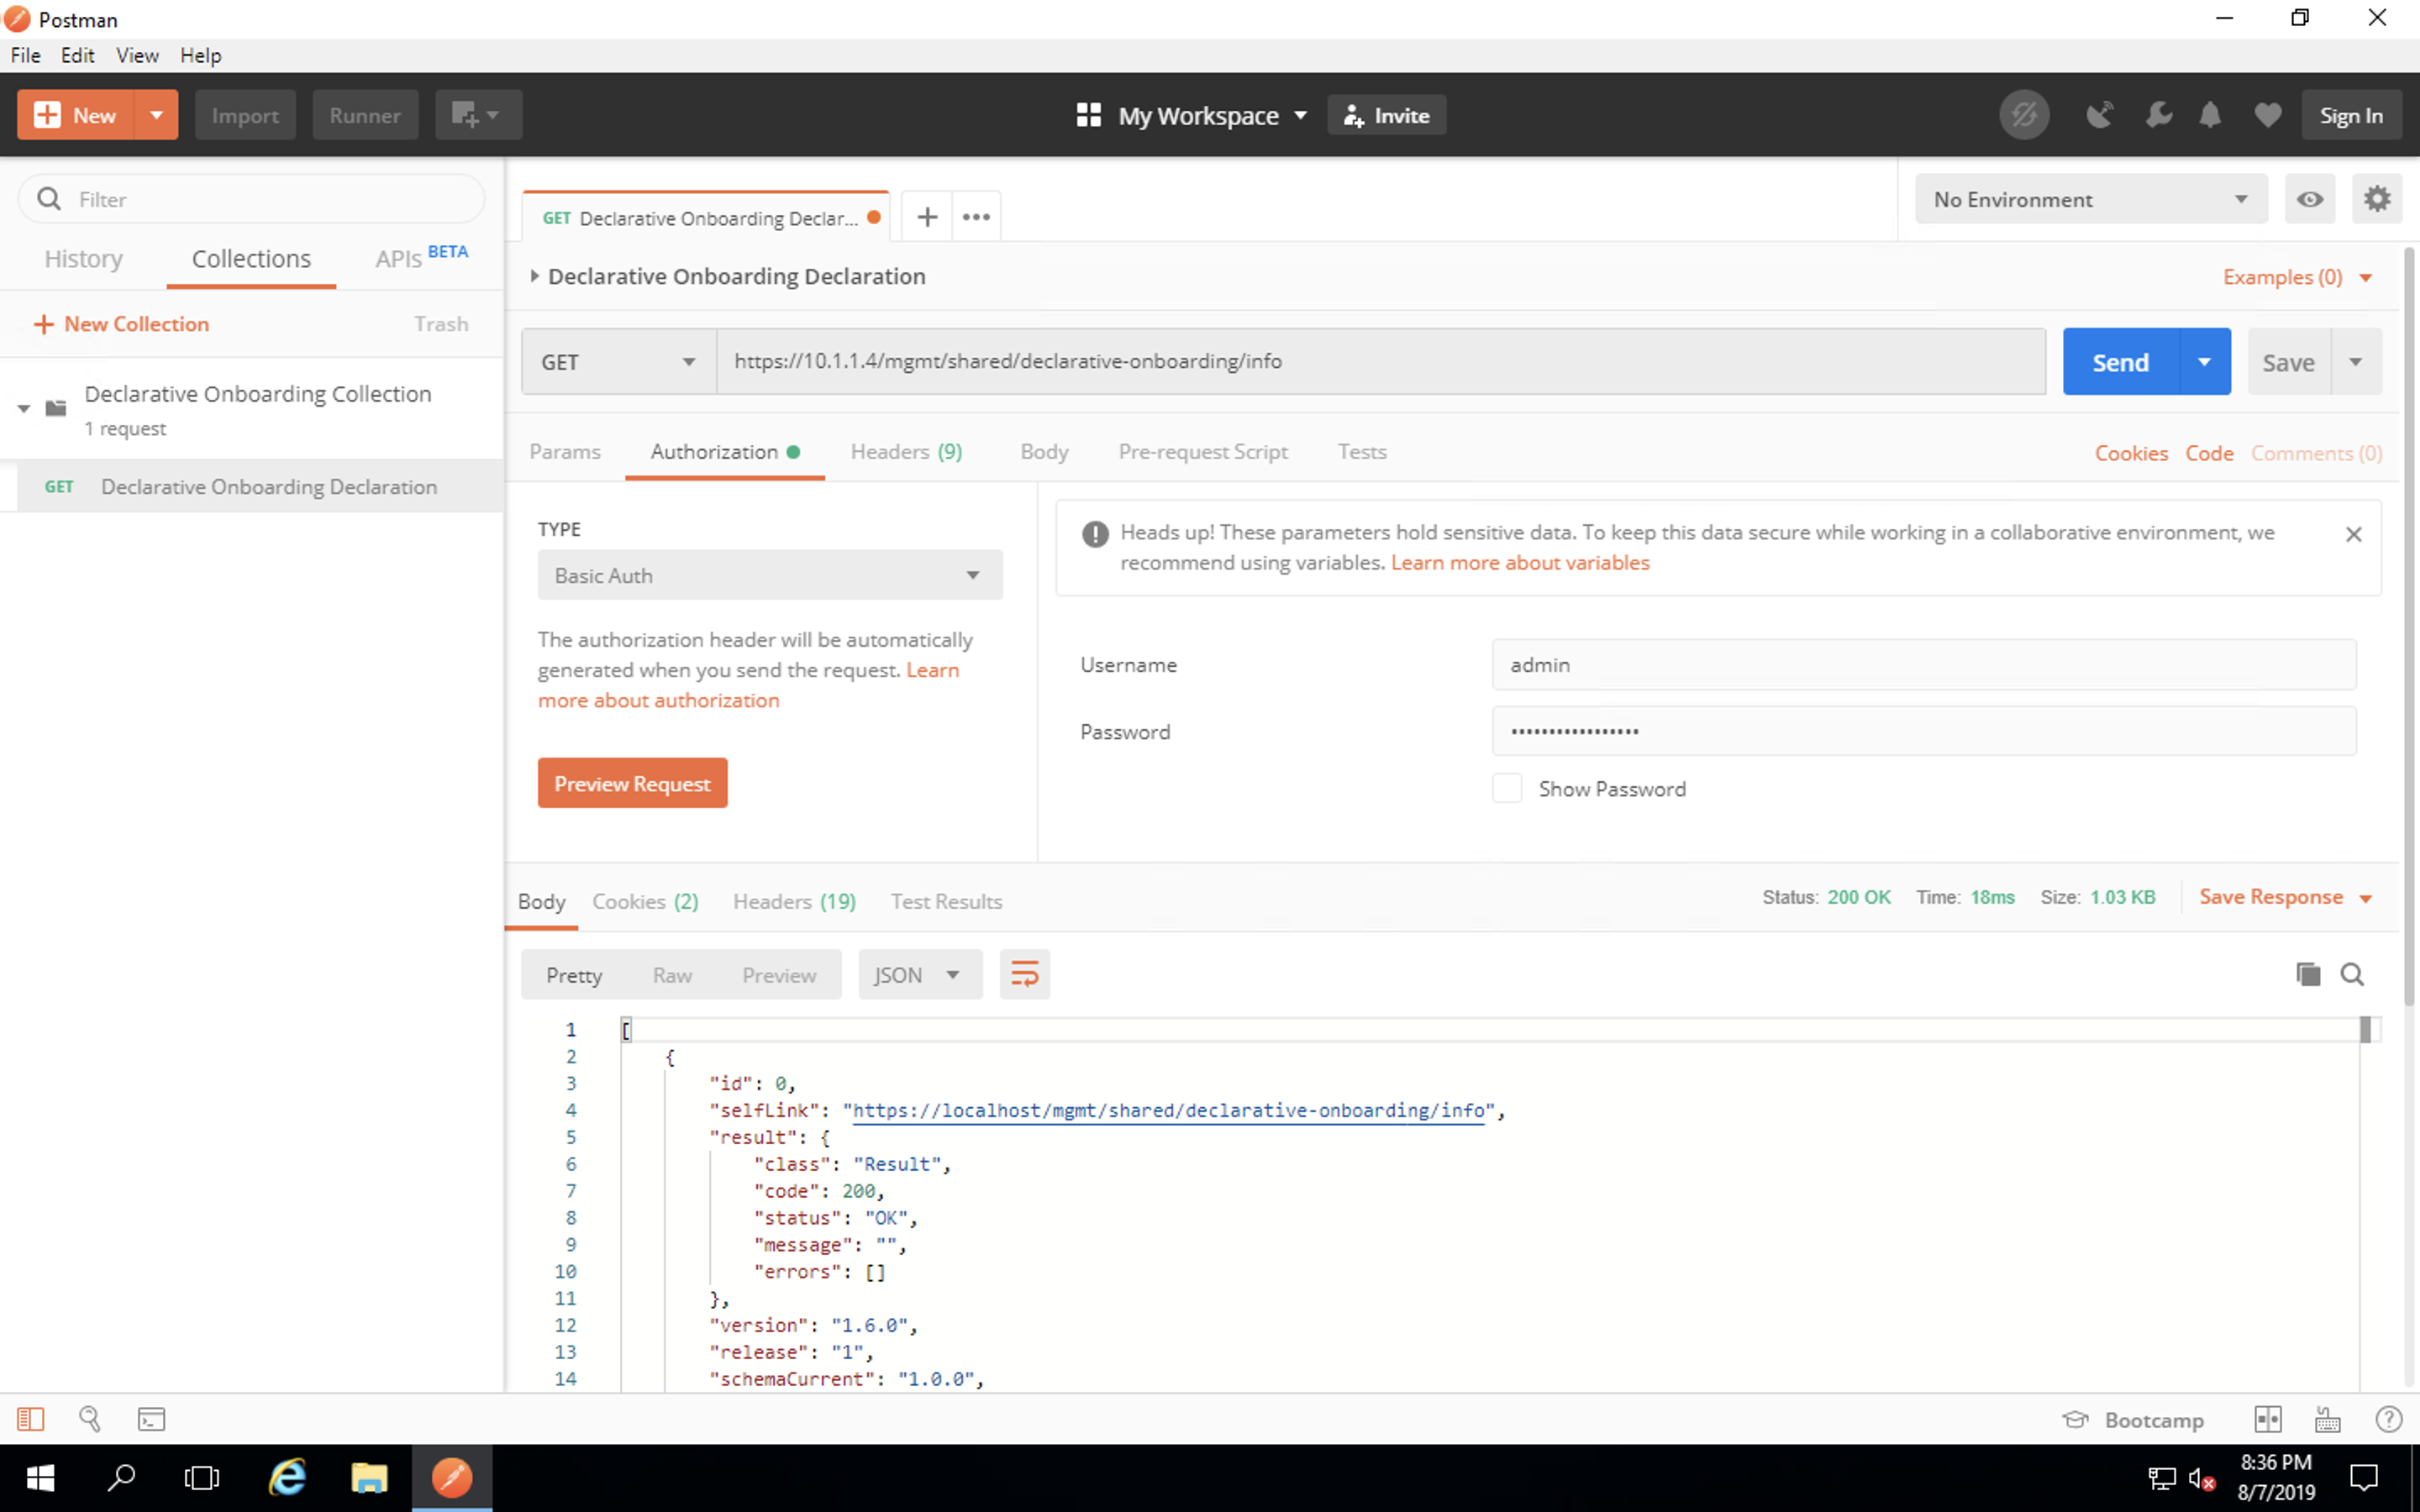 Postman
File Edit View Help
New Import Runner My Workspace Invite Sign In
Filter
History Collections APIs BETA
New Collection Trash
Declarative Onboarding Collection
1 request
GET Declarative Onboarding Declaration
GET Declarative Onboarding Declar...
No Environment
Declarative Onboarding Declaration Examples (0)
GET https://10.1.1.4/mgmt/shared/declarative-onboarding/info Send Save
Params Authorization Headers (9) Body Pre-request Script Tests Cookies Code Comments (0)
TYPE
Basic Auth
The authorization header will be automatically
generated when you send the request. Learn
more about authorization
Preview Request
Heads up! These parameters hold sensitive data. To keep this data secure while working in a collaborative environment, we
recommend using variables. Learn more about variables
Username admin
Password •••••••••••••••••
Show Password
Body Cookies (2) Headers (19) Test Results Status: 200 OK Time: 18ms Size: 1.03 KB Save Response
Pretty Raw Preview JSON
1 [
2 {
3 "id": 0,
4 "selfLink": "https://localhost/mgmt/shared/declarative-onboarding/info",
5 "result": {
6 "class": "Result",
7 "code": 200,
8 "status": "OK",
9 "message": "",
10 "errors": []
11 },
12 "version": "1.6.0",
13 "release": "1",
14 "schemaCurrent": "1.0.0",
Bootcamp
8:36 PM
8/7/2019